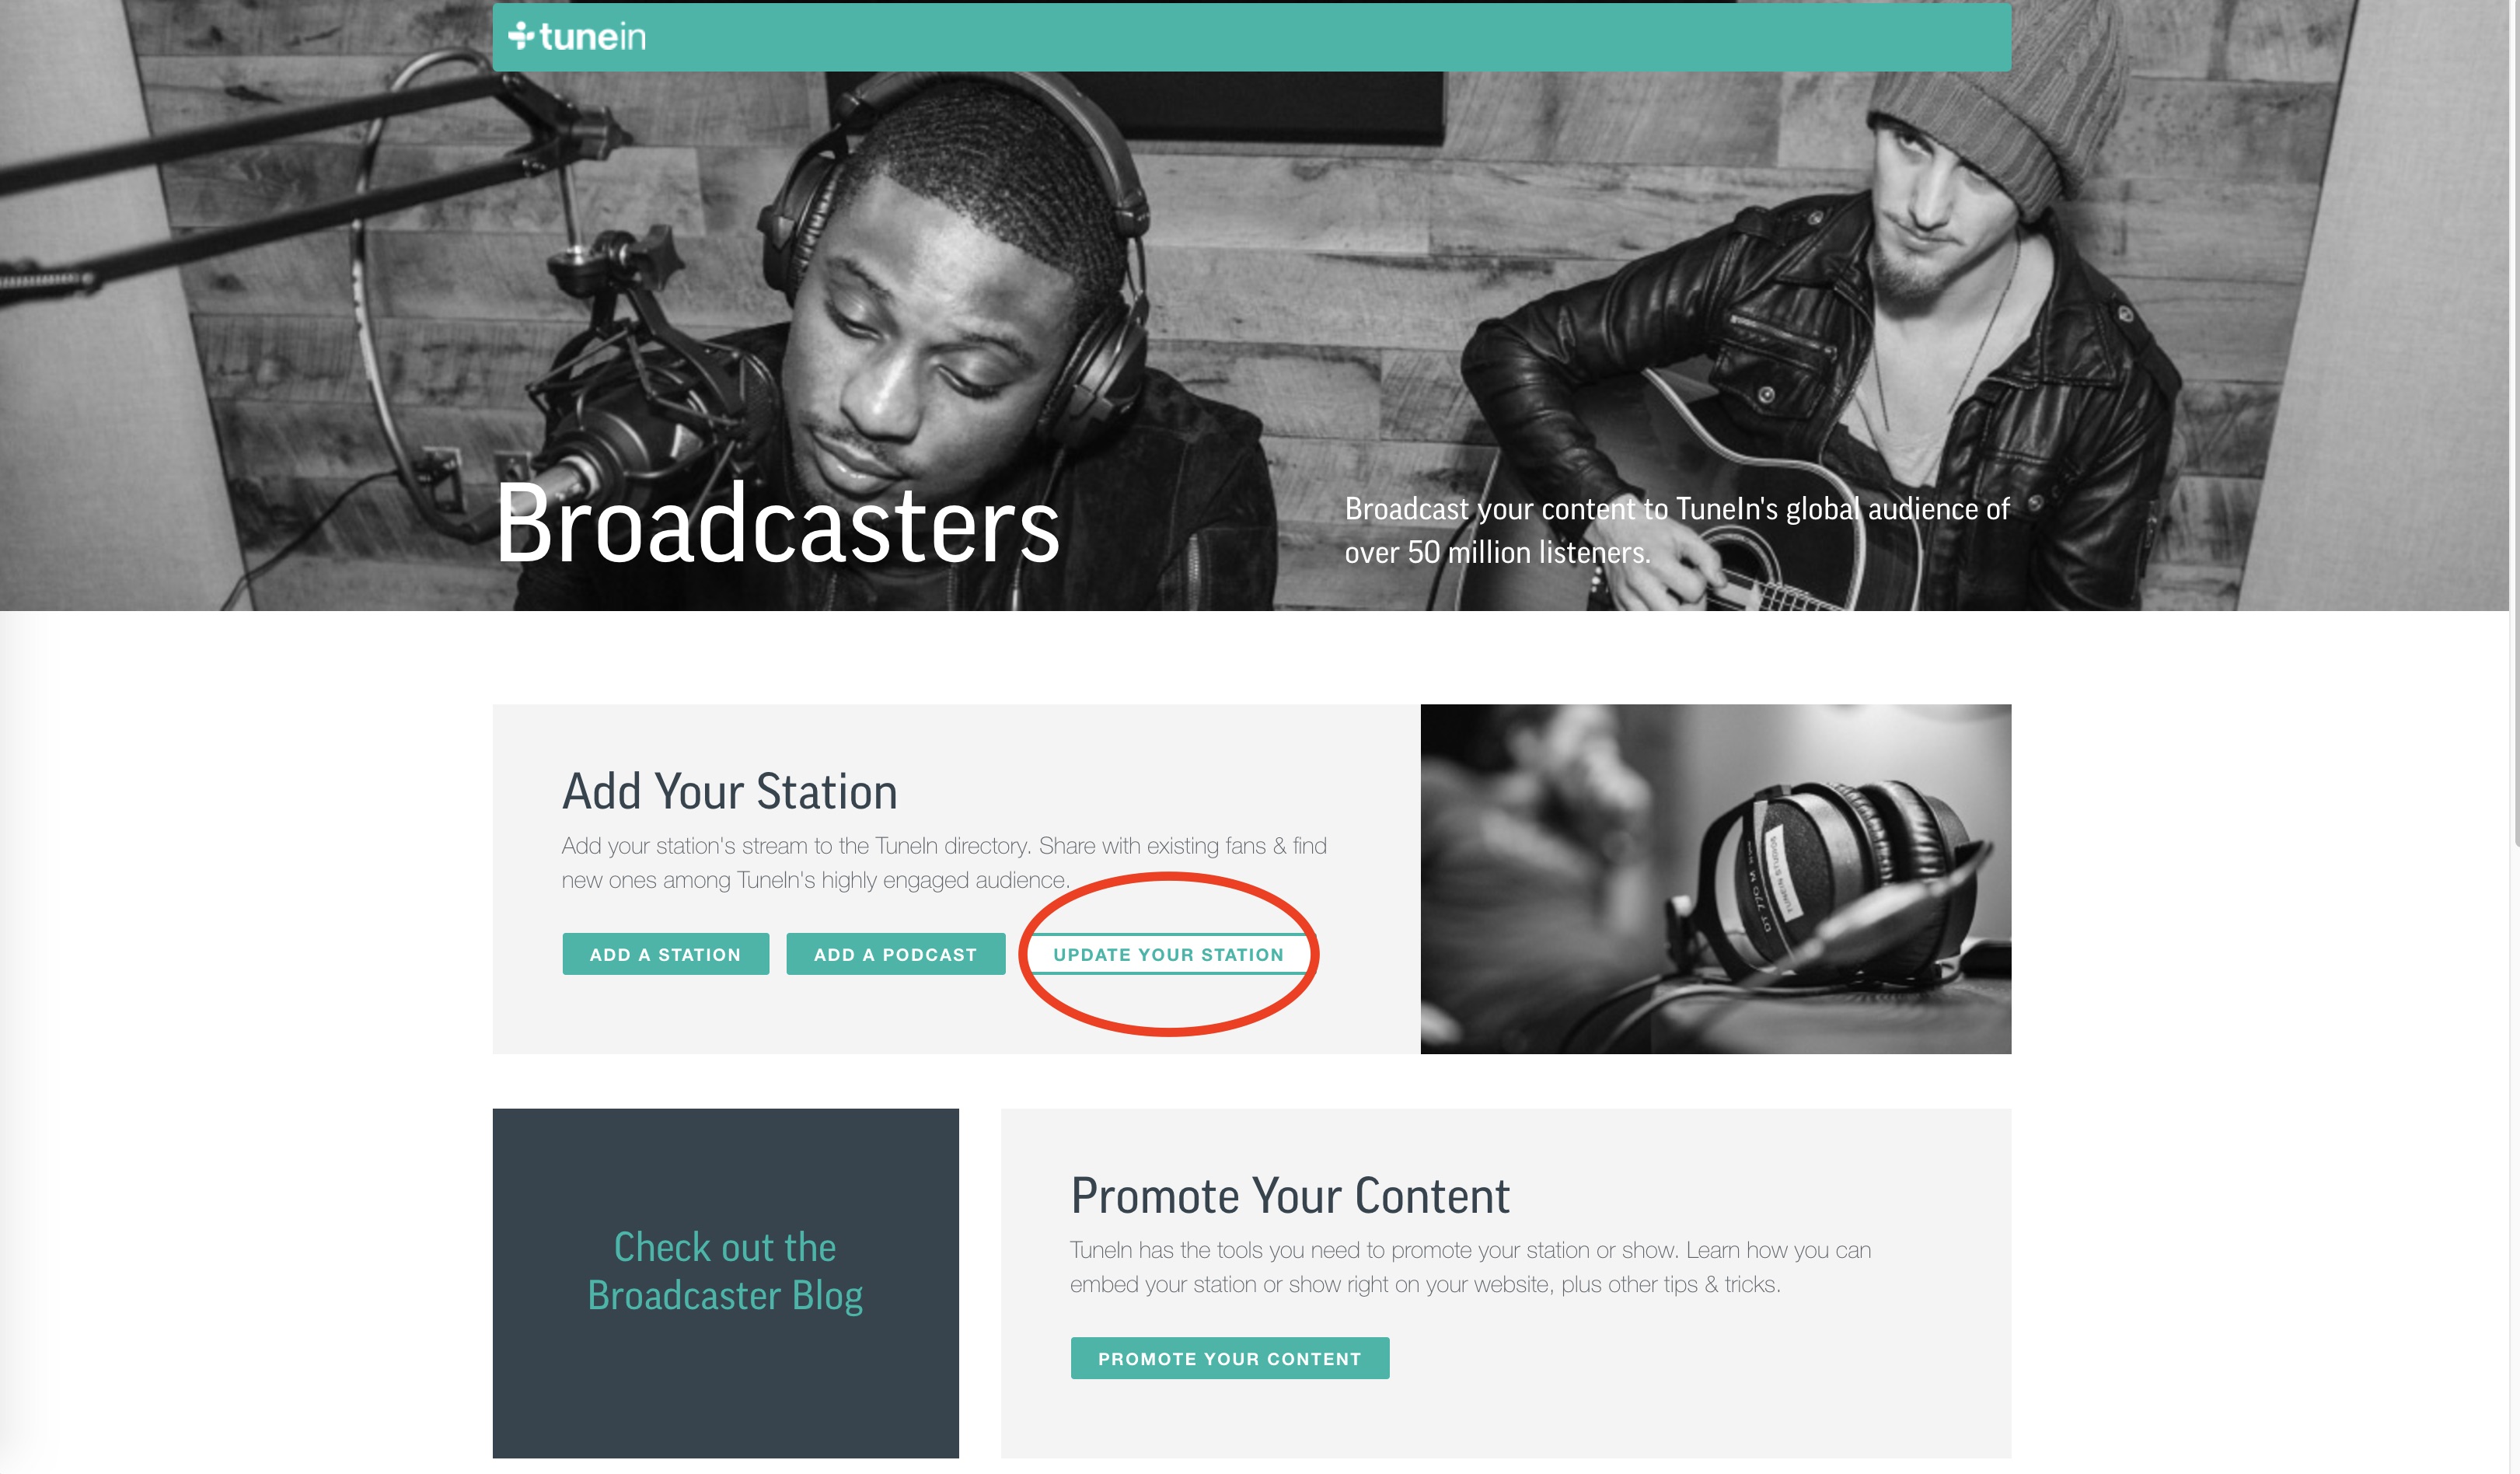 tunein
Broadcasters
Broadcast your content to TuneIn's global audience of
over 50 million listeners.
Add Your Station
Add your station's stream to the TuneIn directory. Share with existing fans & find
new ones among TuneIn's highly engaged audience.
ADD A STATION
ADD A PODCAST
UPDATE YOUR STATION
TUNEIN STUDIOS
DT 770 M
Check out the
Broadcaster Blog
Promote Your Content
TuneIn has the tools you need to promote your station or show. Learn how you can
embed your station or show right on your website, plus other tips & tricks.
PROMOTE YOUR CONTENT